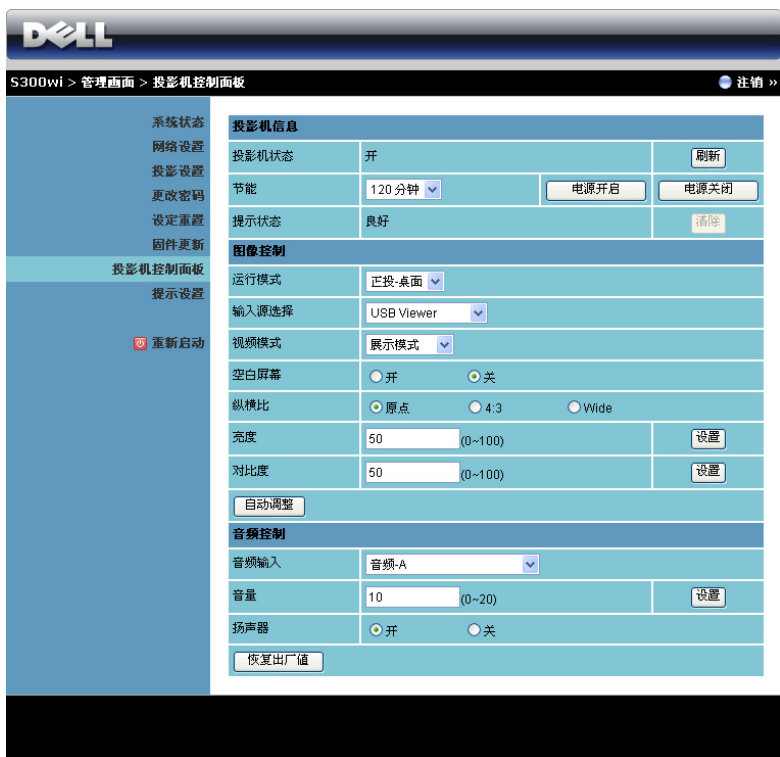 DELL
S300wi > 管理画面 > 投影机控制面板 注销 »
系统状态
网络设置
投影设置
更改密码
设定重置
固件更新
投影机控制面板
提示设置
重新启动
投影机信息
投影机状态 开 刷新
节能 120 分钟 电源开启 电源关闭
提示状态 良好 清除
图像控制
运行模式 正投-桌面
输入源选择 USB Viewer
视频模式 展示模式
空白屏幕 开 关
纵横比 原点 4:3 Wide
亮度 50 (0~100) 设置
对比度 50 (0~100) 设置
自动调整
音频控制
音频输入 音频-A
音量 10 (0~20) 设置
扬声器 开 关
恢复出厂值